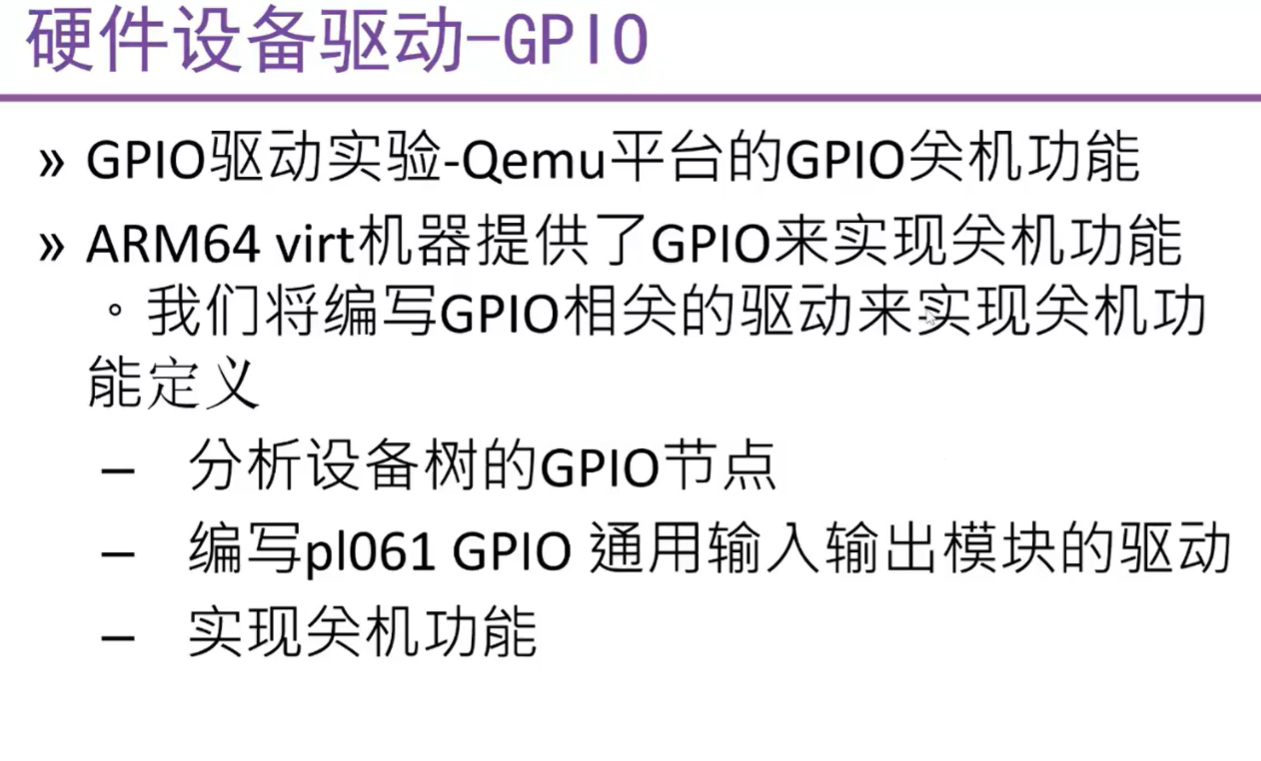 硬件设备驱动-GPIO
» GPIO驱动实验-Qemu平台的GPIO关机功能
» ARM64 virt机器提供了GPIO来实现关机功能
。我们将编写GPIO相关的驱动来实现关机功
能定义
– 分析设备树的GPIO节点
– 编写pl061 GPIO 通用输入输出模块的驱动
– 实现关机功能